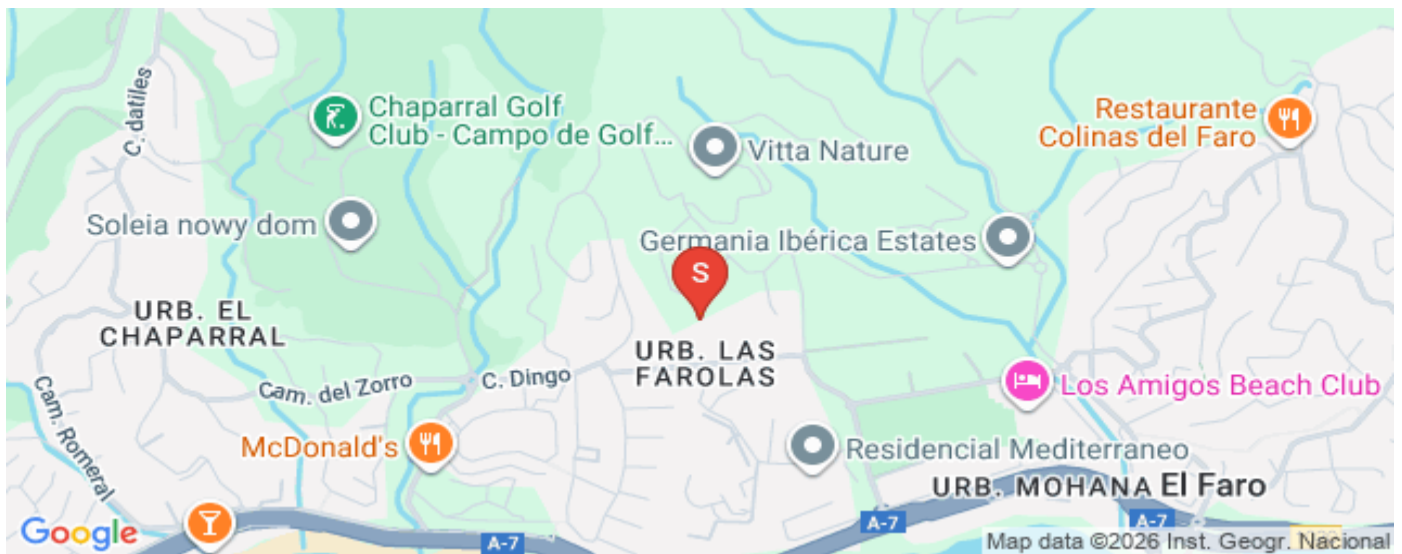 C. datiles
Chaparral Golf
Club - Campo de Golf...
Vitta Nature
Restaurante
Colinas del Faro
Soleia nowy dom
Germania Ibérica Estates
S
URB. EL
CHAPARRAL
URB. LAS
FAROLAS
Cam. del Zorro
C. Dingo
Los Amigos Beach Club
Cam. Romeral
McDonald's
Residencial Mediterraneo
URB. MOHANA
El Faro
Google
A-7
A-7
A-7
Map data ©2026 Inst. Geogr. Nacional